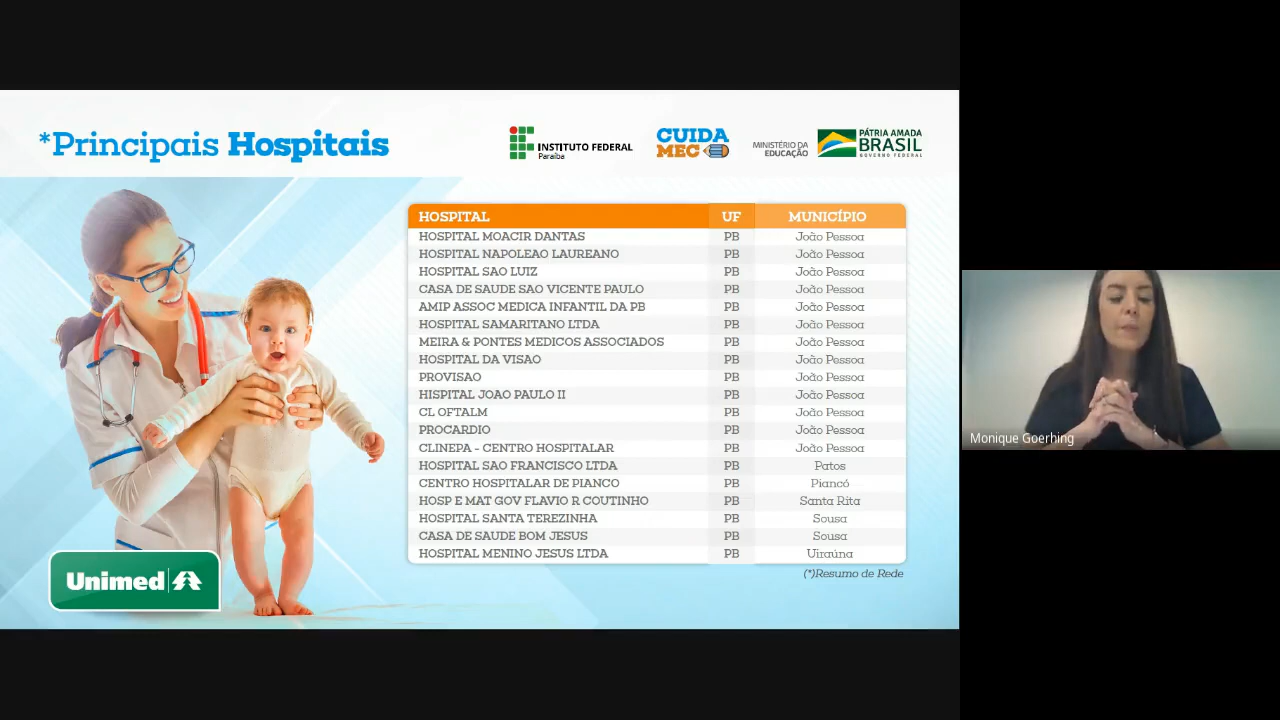 *Principais Hospitais
INSTITUTO FEDERAL
Paraíba
CUIDA
MEC
MINISTÉRIO DA
EDUCAÇÃO
PÁTRIA AMADA
BRASIL
GOVERNO FEDERAL
HOSPITAL UF MUNICÍPIO
HOSPITAL MOACIR DANTAS PB João Pessoa
HOSPITAL NAPOLEAO LAUREANO PB João Pessoa
HOSPITAL SAO LUIZ PB João Pessoa
CASA DE SAUDE SAO VICENTE PAULO PB João Pessoa
AMIP ASSOC MEDICA INFANTIL DA PB PB João Pessoa
HOSPITAL SAMARITANO LTDA PB João Pessoa
MEIRA & PONTES MEDICOS ASSOCIADOS PB João Pessoa
HOSPITAL DA VISAO PB João Pessoa
PROVISAO PB João Pessoa
HISPITAL JOAO PAULO II PB João Pessoa
CL OFTALM PB João Pessoa
PROCARDIO PB João Pessoa
CLINEPA - CENTRO HOSPITALAR PB João Pessoa
HOSPITAL SAO FRANCISCO LTDA PB Patos
CENTRO HOSPITALAR DE PIANCO PB Piancó
HOSP E MAT GOV FLAVIO R COUTINHO PB Santa Rita
HOSPITAL SANTA TEREZINHA PB Sousa
CASA DE SAUDE BOM JESUS PB Sousa
HOSPITAL MENINO JESUS LTDA PB Uiraúna
(*)Resumo de Rede
Unimed
Monique Goerhing